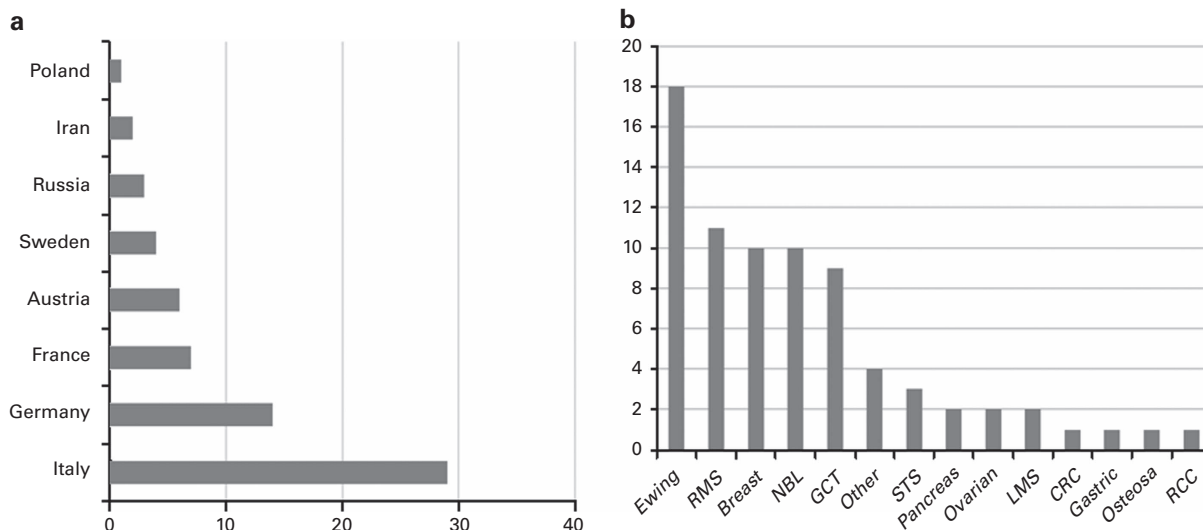 a
Poland
Iran
Russia
Sweden
Austria
France
Germany
Italy
0 10 20 30 40
b
20
18
16
14
12
10
8
6
4
2
0
Ewing RMS Breast NBL GCT Other STS Pancreas Ovarian LMS CRC Gastric Osteosa RCC